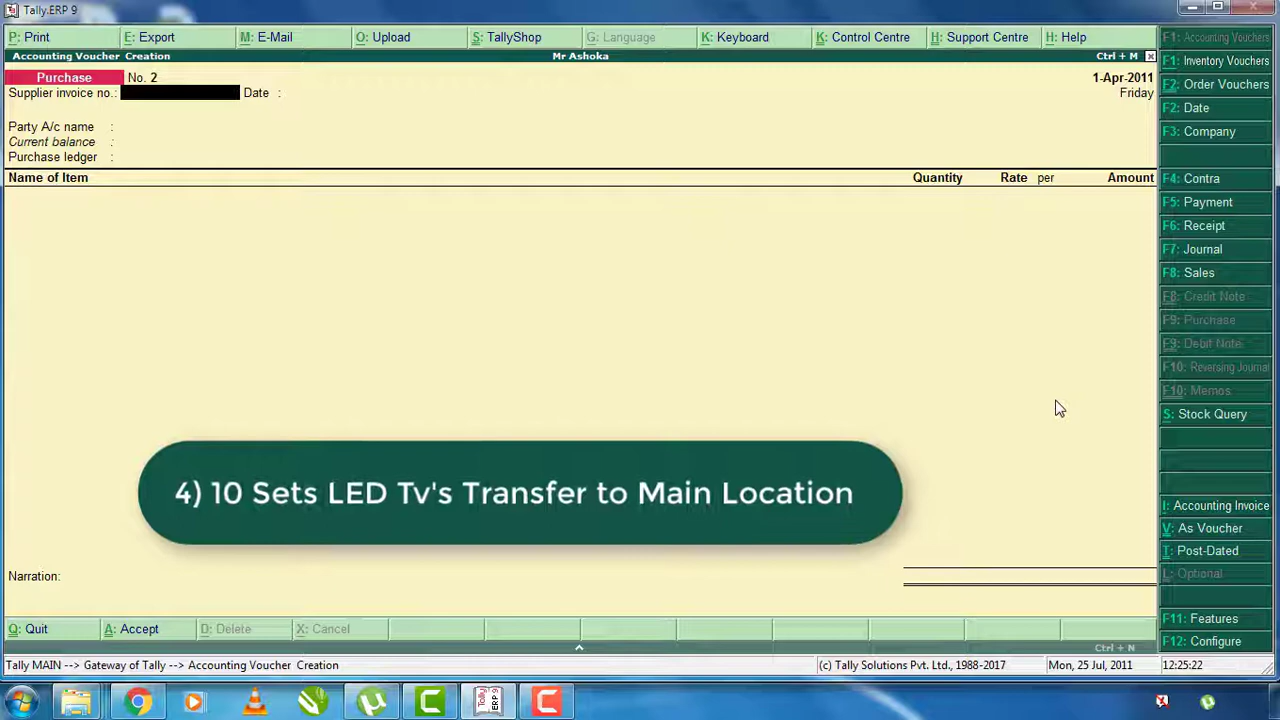 Tally.ERP 9
P: Print
E: Export
M: E-Mail
O: Upload
S: TallyShop
G: Language
K: Keyboard
K: Control Centre
H: Support Centre
H: Help
Accounting Voucher Creation
Mr Ashoka
Ctrl + M
Purchase No. 2
1-Apr-2011
Supplier invoice no.: Date :
Friday
Party A/c name :
Current balance :
Purchase ledger :
Name of Item Quantity Rate per Amount
4) 10 Sets LED Tv's Transfer to Main Location
Narration:
Q: Quit
A: Accept
D: Delete
X: Cancel
Ctrl + N
Tally MAIN --> Gateway of Tally --> Accounting Voucher Creation
(c) Tally Solutions Pvt. Ltd., 1988-2017
Mon, 25 Jul, 2011
12:25:22
F1: Accounting Vouchers
F1: Inventory Vouchers
F2: Order Vouchers
F2: Date
F3: Company
F4: Contra
F5: Payment
F6: Receipt
F7: Journal
F8: Sales
F8: Credit Note
F9: Purchase
F9: Debit Note
F10: Reversing Journal
F10: Memos
S: Stock Query
I: Accounting Invoice
V: As Voucher
T: Post-Dated
L: Optional
F11: Features
F12: Configure
Tally
ERP 9